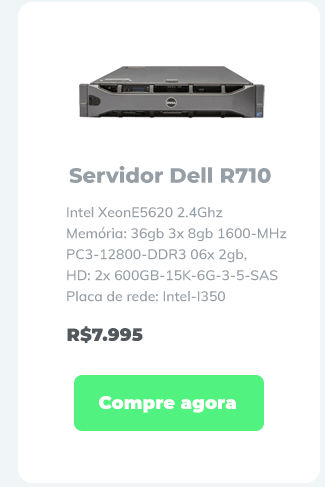 Servidor Dell R710
Intel XeonE5620 2.4Ghz
Memória: 36gb 3x 8gb 1600-MHz
PC3-12800-DDR3 06x 2gb,
HD: 2x 600GB-15K-6G-3-5-SAS
Placa de rede: Intel-I350
R$7.995
Compre agora